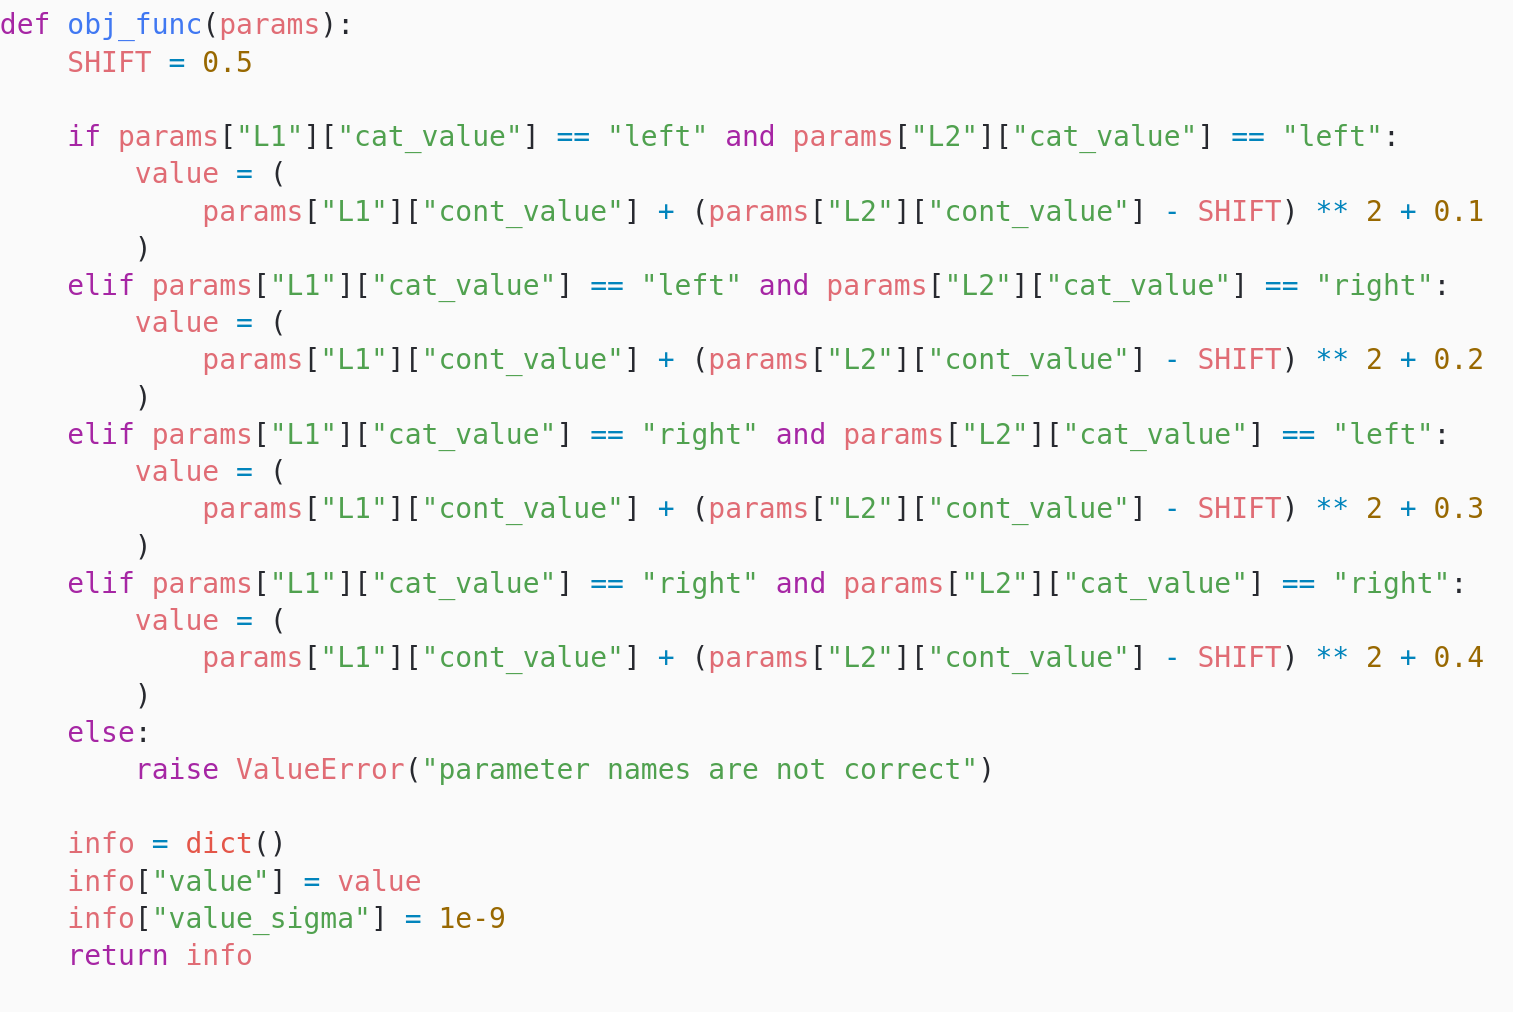 def obj_func(params):
    SHIFT = 0.5

    if params["L1"]["cat_value"] == "left" and params["L2"]["cat_value"] == "left":
        value = (
            params["L1"]["cont_value"] + (params["L2"]["cont_value"] - SHIFT) ** 2 + 0.1
        )
    elif params["L1"]["cat_value"] == "left" and params["L2"]["cat_value"] == "right":
        value = (
            params["L1"]["cont_value"] + (params["L2"]["cont_value"] - SHIFT) ** 2 + 0.2
        )
    elif params["L1"]["cat_value"] == "right" and params["L2"]["cat_value"] == "left":
        value = (
            params["L1"]["cont_value"] + (params["L2"]["cont_value"] - SHIFT) ** 2 + 0.3
        )
    elif params["L1"]["cat_value"] == "right" and params["L2"]["cat_value"] == "right":
        value = (
            params["L1"]["cont_value"] + (params["L2"]["cont_value"] - SHIFT) ** 2 + 0.4
        )
    else:
        raise ValueError("parameter names are not correct")

    info = dict()
    info["value"] = value
    info["value_sigma"] = 1e-9
    return info